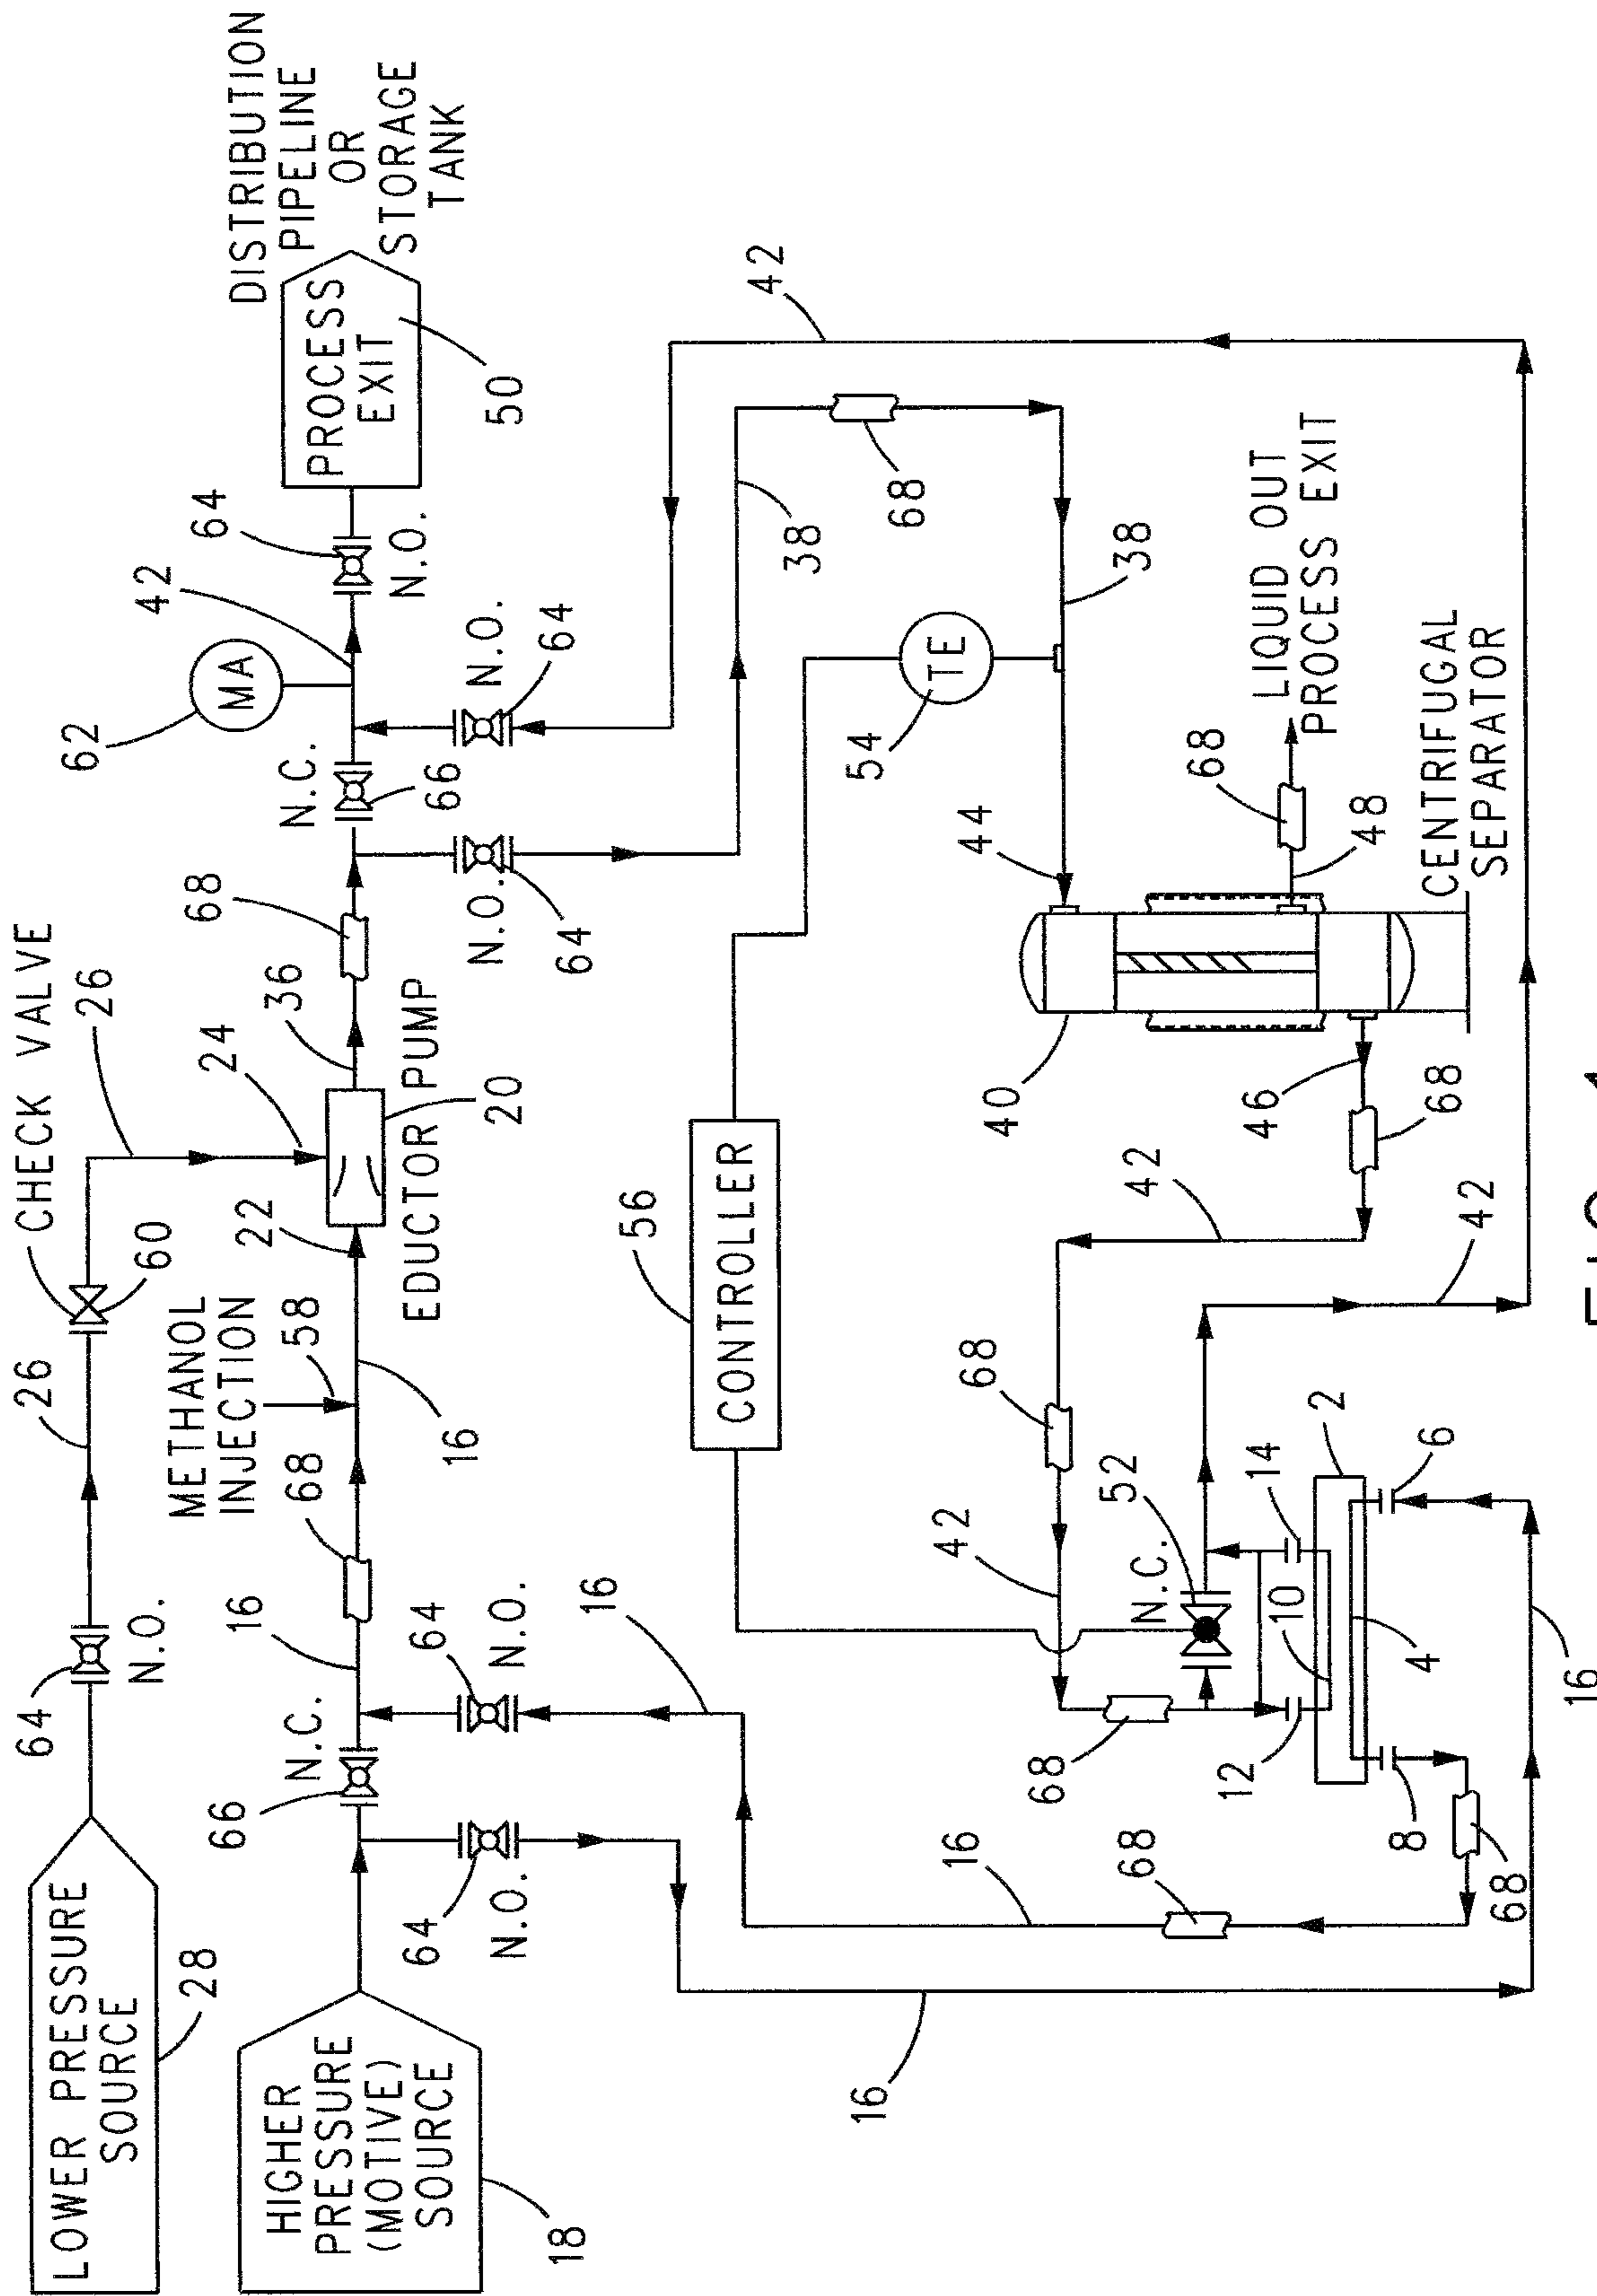 LOWER PRESSURE
SOURCE
28
64
N.O.
26
CHECK VALVE
60
26
24
HIGHER
PRESSURE
(MOTIVE)
SOURCE
18
66
N.C.
16
68
METHANOL
INJECTION
58
16
22
EDUCTOR PUMP
20
36
68
N.C.
66
62
MA
42
64
N.O.
PROCESS
EXIT
50
DISTRIBUTION
PIPELINE
OR
STORAGE
TANK
64
N.O.
64
N.O.
N.O.
64
N.O.
64
16
16
16
68
CONTROLLER
56
38
68
42
TE
54
38
44
40
CENTRIFUGAL
SEPARATOR
68
LIQUID OUT
PROCESS EXIT
48
46
68
42
68
42
68
N.C.
52
42
12
10
14
2
4
6
8
68
16